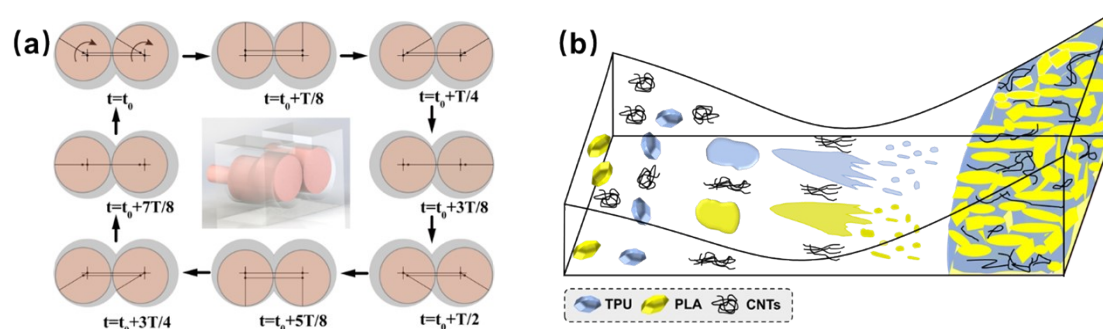 (a)
t=t₀
t=t₀+T/8
t=t₀+T/4
t=t₀+7T/8
t=t₀+3T/8
t=t₀+3T/4
t=t₀+5T/8
t=t₀+T/2
(b)
TPU PLA CNTs